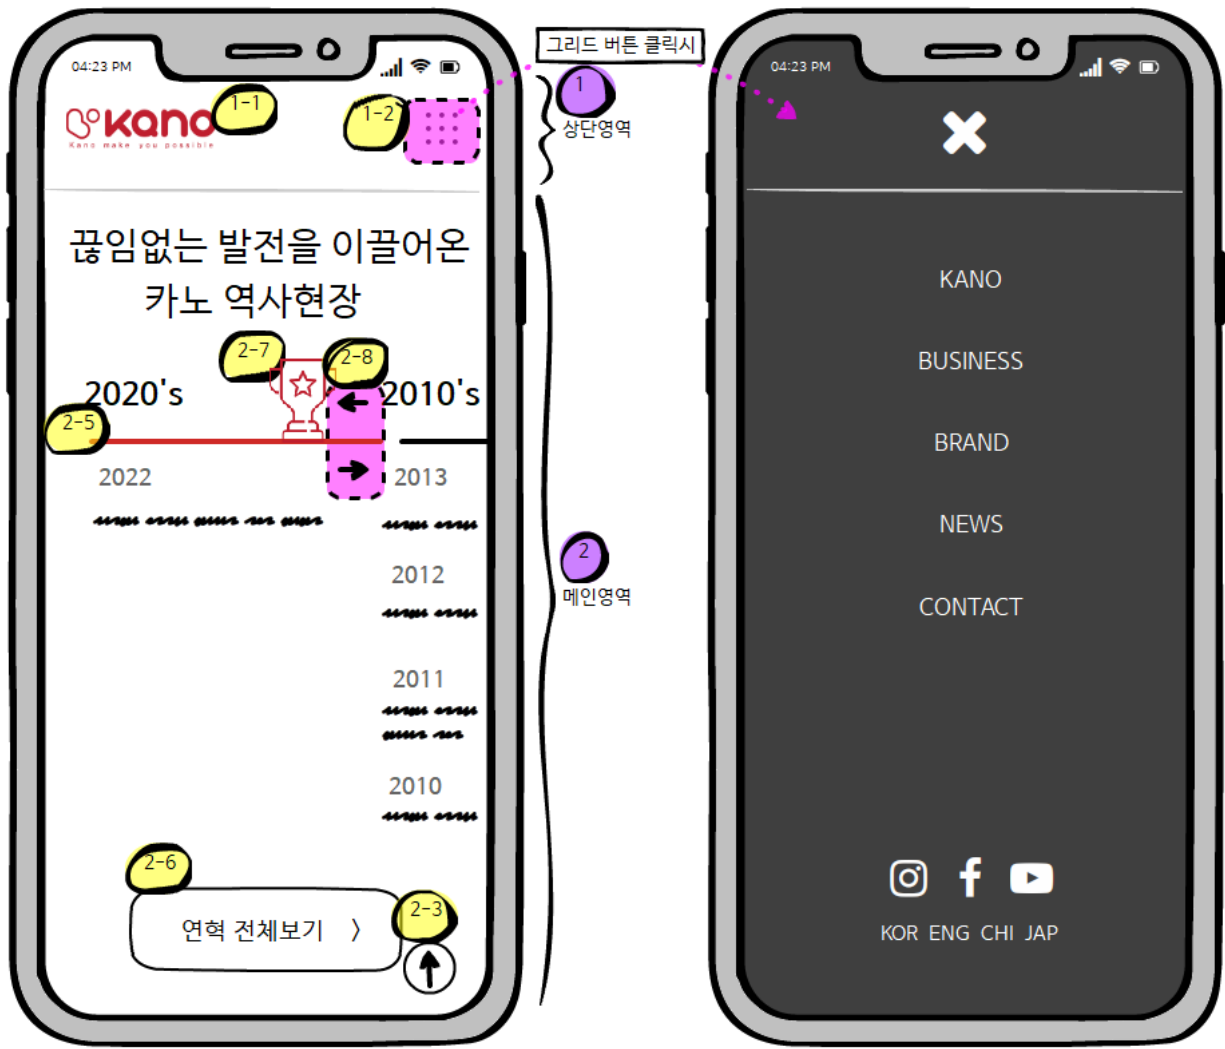 04:23 PM
kano
Kano make you possible
1-1
1-2
끊임없는 발전을 이끌어온
카노 역사현장
2-7
2-8
2020's
2010's
2-5
2022
2013
2012
2011
2010
2-6
연혁 전체보기 〉
2-3
그리드 버튼 클릭시
1
상단영역
2
메인영역
04:23 PM
KANO
BUSINESS
BRAND
NEWS
CONTACT
KOR ENG CHI JAP